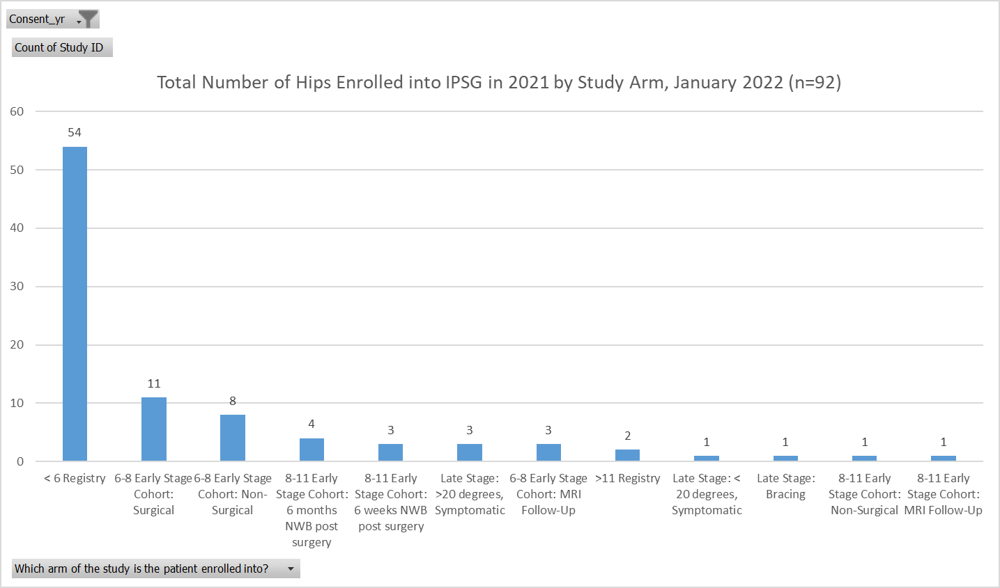 Consent_yr
Count of Study ID
Total Number of Hips Enrolled into IPSG in 2021 by Study Arm, January 2022 (n=92)
60
50
40
30
20
10
0
54
11
8
4
3
3
3
2
1
1
1
1
< 6 Registry
6-8 Early Stage
Cohort:
Surgical
6-8 Early Stage
Cohort: Non-
Surgical
8-11 Early
Stage Cohort:
6 months
NWB post
surgery
8-11 Early
Stage Cohort:
6 weeks NWB
post surgery
Late Stage:
>20 degrees,
Symptomatic
6-8 Early Stage
Cohort: MRI
Follow-Up
>11 Registry
Late Stage: <
20 degrees,
Symptomatic
Late Stage:
Bracing
8-11 Early
Stage Cohort:
Non-Surgical
8-11 Early
Stage Cohort:
MRI Follow-Up
Which arm of the study is the patient enrolled into?